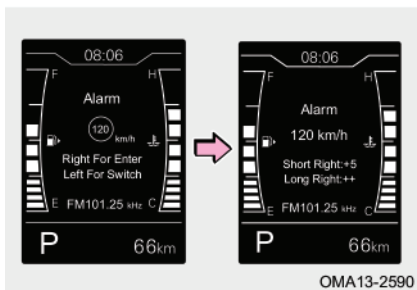 08:06
F H
Alarm
120 km/h
Right For Enter
Left For Switch
E FM101.25 kHz C
P 66km
08:06
F H
Alarm
120 km/h
Short Right:+5
Long Right:++
E FM101.25 kHz C
P 66km
OMA13-2590